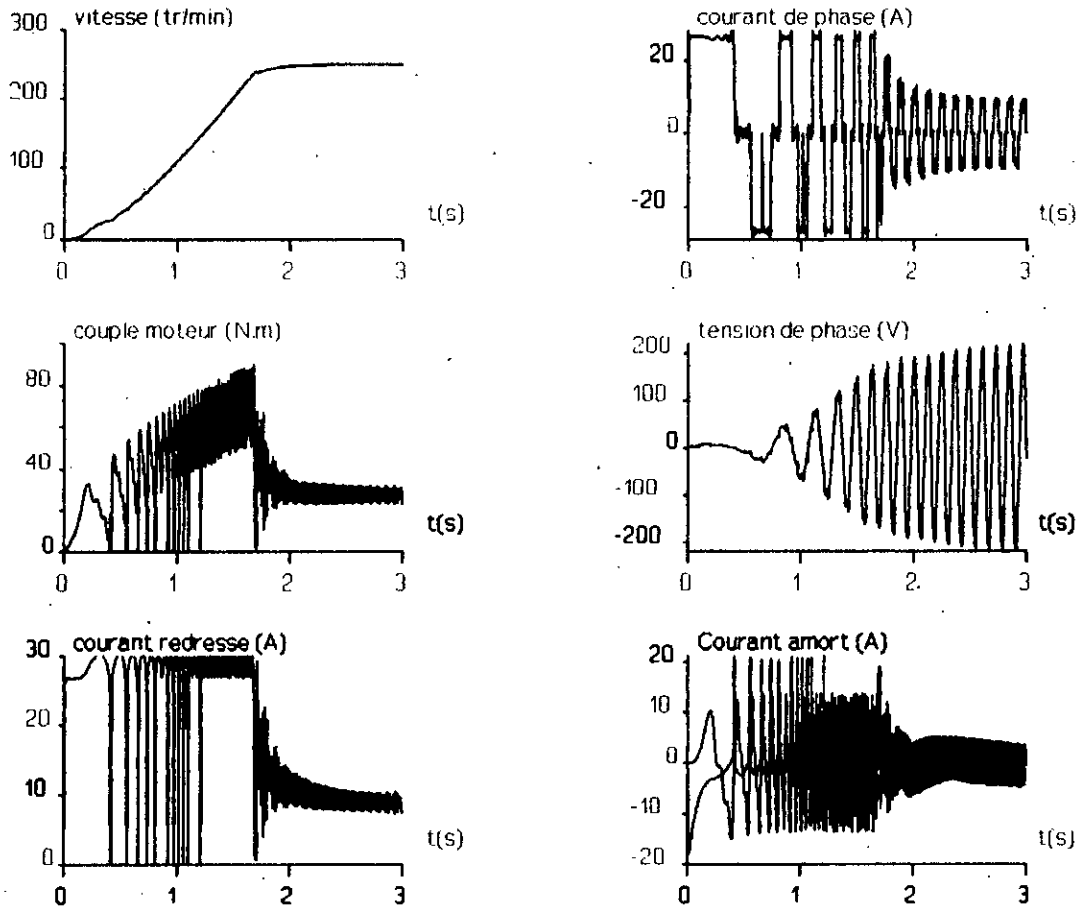 vitesse (tr/min)
300
200
100
0
t(s)
0 1 2 3
courant de phase (A)
20
0
-20
t(s)
0 1 2 3
couple moteur (N.m)
80
40
0
t(s)
0 1 2 3
tension de phase (V)
200
100
0
-100
-200
t(s)
0 1 2 3
courant redresse (A)
30
20
10
0
t(s)
0 1 2 3
Courant amort (A)
20
10
0
-10
-20
t(s)
0 1 2 3